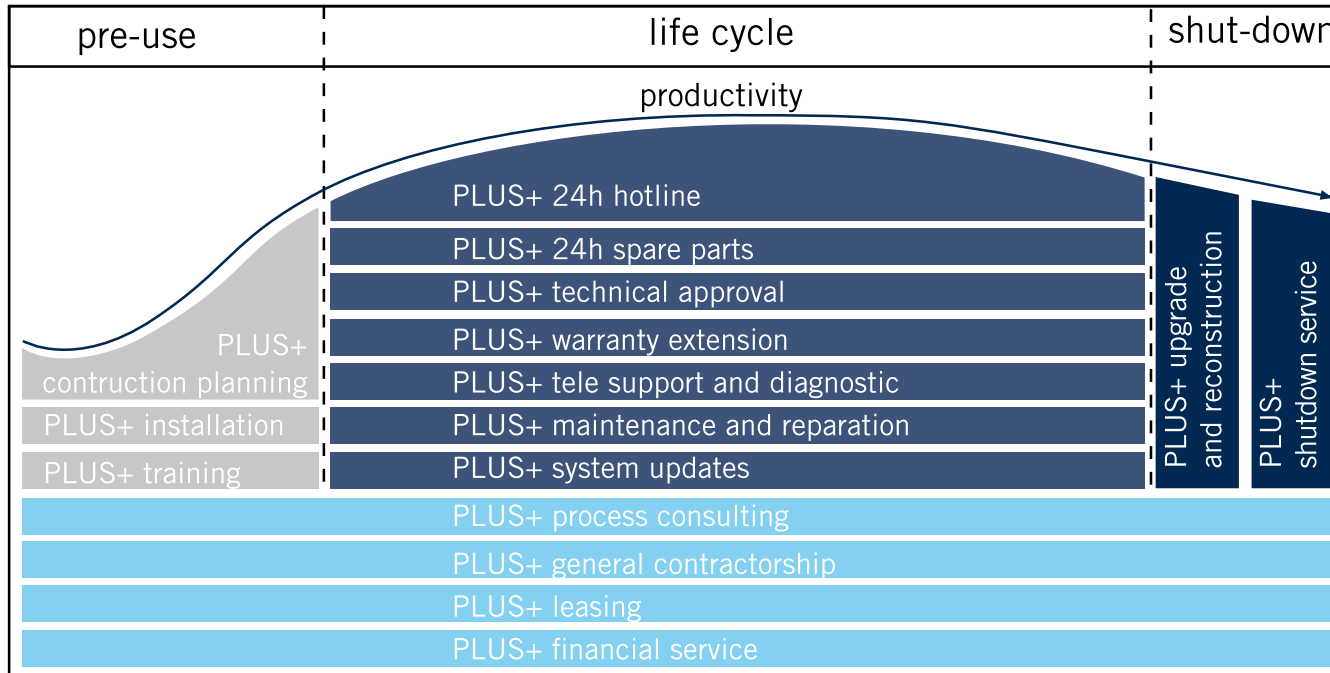 pre-use
life cycle
shut-down
productivity
PLUS+
contruction planning
PLUS+ installation
PLUS+ training
PLUS+ 24h hotline
PLUS+ 24h spare parts
PLUS+ technical approval
PLUS+ warranty extension
PLUS+ tele support and diagnostic
PLUS+ maintenance and reparation
PLUS+ system updates
PLUS+ upgrade
and reconstruction
PLUS+
shutdown service
PLUS+ process consulting
PLUS+ general contractorship
PLUS+ leasing
PLUS+ financial service